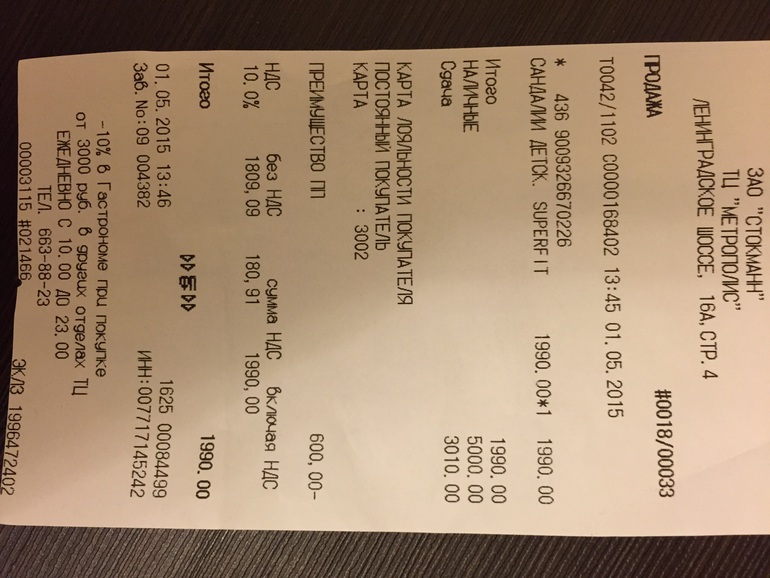 ЗАО "СТОКМАНН"
ТЦ "МЕТРОПОЛИС"
ЛЕНИНГРАДСКОЕ ШОССЕ, 16А, СТР. 4
ПРОДАЖА #0018/00033
Т0042/1102 С0000168402 13:45 01.05.2015
* 436 9009326670226
САНДАЛИИ ДЕТСК. SUPERFIT 1990.00*1 1990.00
Итого 1990.00
НАЛИЧНЫЕ 5000.00
Сдача 3010.00
КАРТА ЛОЯЛЬНОСТИ ПОКУПАТЕЛЯ
ПОСТОЯННЫЙ ПОКУПАТЕЛЬ
КАРТА : 3002
ПРЕИМУЩЕСТВО ПП 600,00-
НДС без НДС сумма НДС включая НДС
10.0% 1809,09 180,91 1990,00
Итого 1990.00
01.05.2015 13:46 1625 00084499
Зав. No:09 004382 ИНН:007717145242
-10% в Гастрономе при покупке
от 3000 руб. в других отделах ТЦ
ЕЖЕДНЕВНО С 10.00 ДО 23.00
ТЕЛ. 663-88-23
00003115 #021466 ЭКЛЗ 1996472402